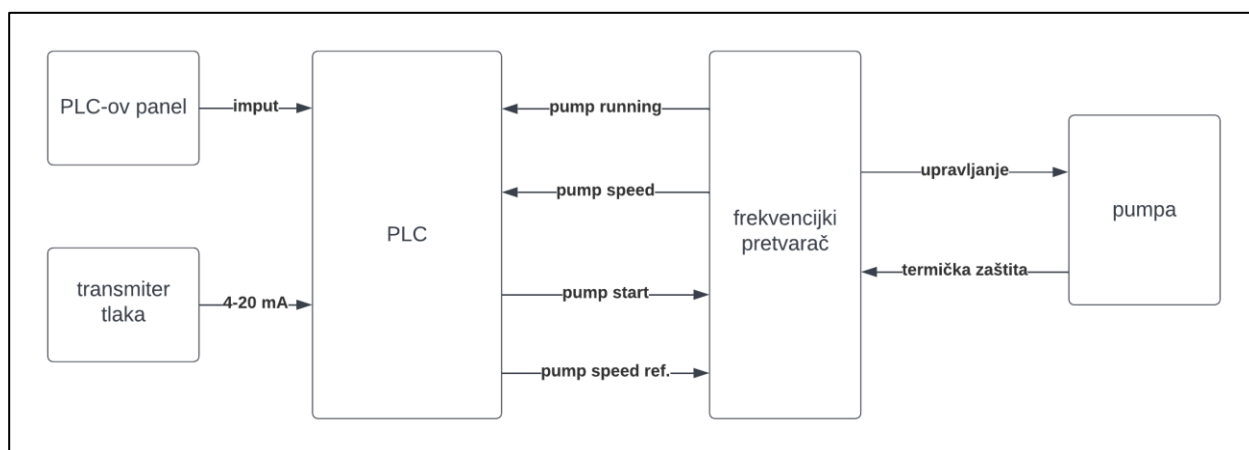 PLC-ov panel
imput
transmiter
tlaka
4-20 mA
PLC
pump running
pump speed
pump start
pump speed ref.
frekvencijki
pretvarač
upravljanje
termička zaštita
pumpa